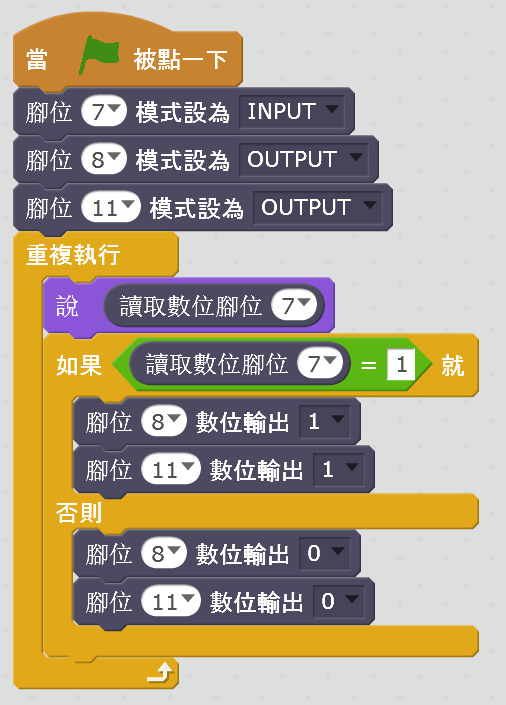 當 被點一下
腳位 7 模式設為 INPUT
腳位 8 模式設為 OUTPUT
腳位 11 模式設為 OUTPUT
重複執行
說 讀取數位腳位 7
如果 讀取數位腳位 7 = 1 就
腳位 8 數位輸出 1
腳位 11 數位輸出 1
否則
腳位 8 數位輸出 0
腳位 11 數位輸出 0